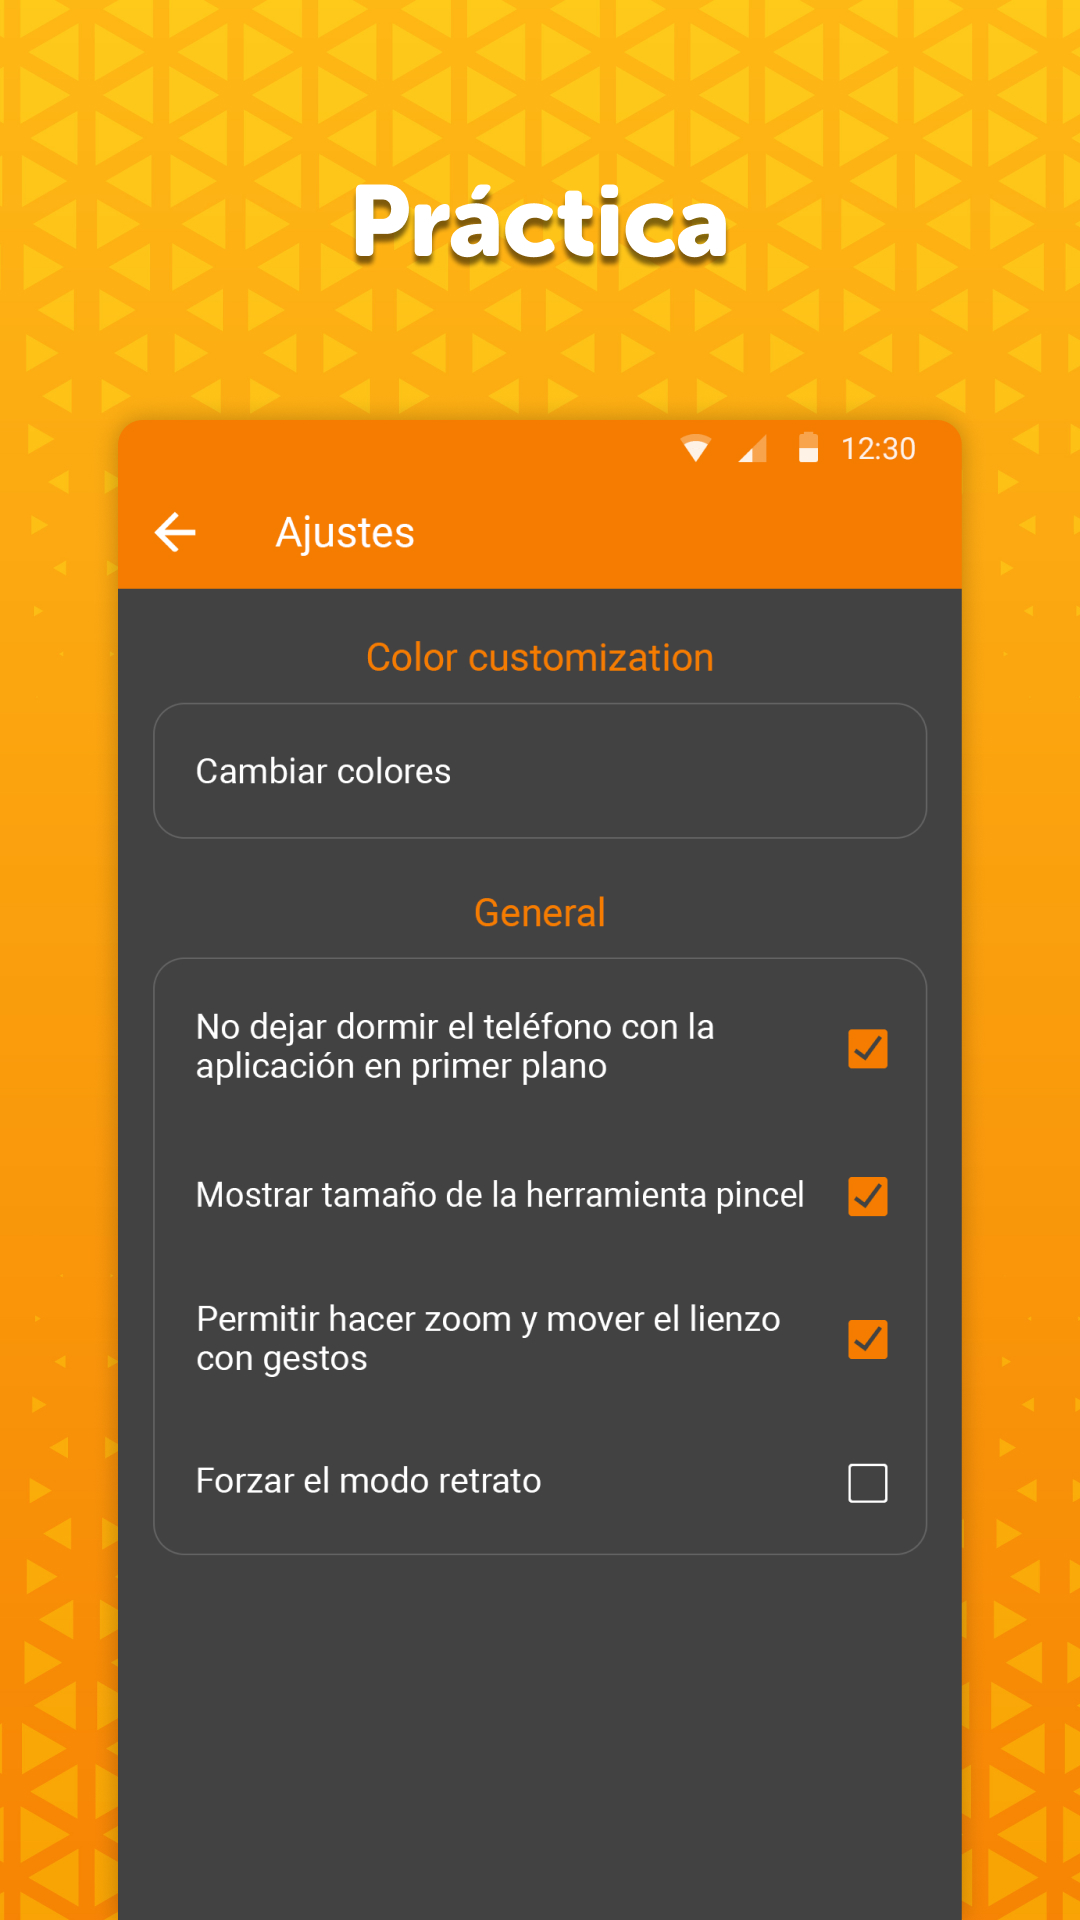 Práctica
12:30
Ajustes
Color customization
Cambiar colores
General
No dejar dormir el teléfono con la
aplicación en primer plano
Mostrar tamaño de la herramienta pincel
Permitir hacer zoom y mover el lienzo
con gestos
Forzar el modo retrato